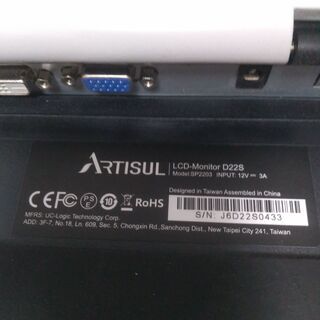 ARTISUL
LCD-Monitor D22S
Model:SP2203 INPUT: 12V 3A
Designed in Taiwan Assembled in China
CE FC PS E 10 RoHS
MFRS: UC-Logic Technology Corp.
ADD: 3F-7, No.18, Ln. 609, Sec. 5, Chongxin Rd.,Sanchong Dist., New Taipei City 241, Taiwan
S/N: J6D22S0433